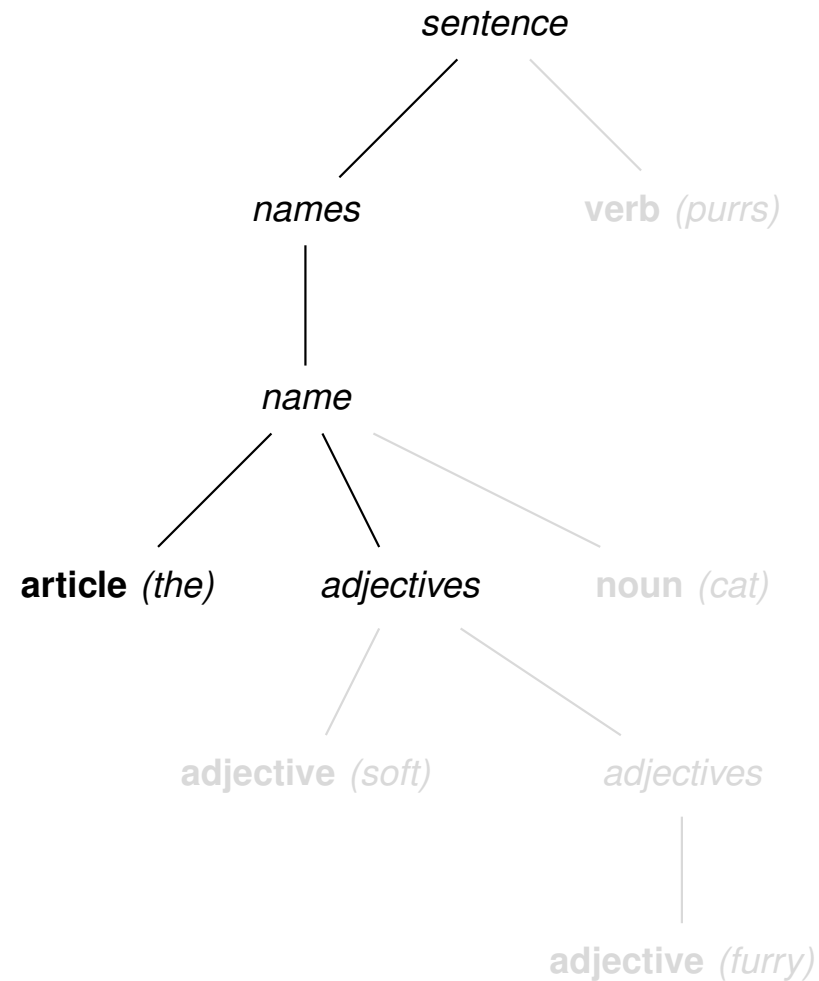 sentence
names verb (purrs)
name
article (the) adjectives noun (cat)
adjective (soft) adjectives
adjective (furry)